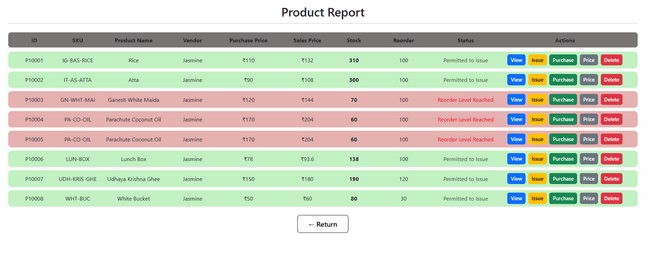 Product Report
ID SKU Product Name Vendor Purchase Price Sales Price Stock Reorder Status Actions
P10001 IG-BAS-RICE Rice Jasmine ₹110 ₹132 310 100 Permitted to Issue View Issue Purchase Price Delete
P10002 IT-AS-ATTA Atta Jasmine ₹90 ₹108 300 100 Permitted to Issue View Issue Purchase Price Delete
P10003 GN-WHT-MAI Ganesh White Maida Jasmine ₹120 ₹144 70 100 Reorder Level Reached View Issue Purchase Price Delete
P10004 PA-CO-OIL Parachute Coconut Oil Jasmine ₹170 ₹204 60 100 Reorder Level Reached View Issue Purchase Price Delete
P10005 PA-CO-OIL Parachute Coconut Oil Jasmine ₹170 ₹204 60 100 Reorder Level Reached View Issue Purchase Price Delete
P10006 LUN-BOX Lunch Box Jasmine ₹78 ₹93.6 138 100 Permitted to Issue View Issue Purchase Price Delete
P10007 UDH-KRIS-GHE Udhaya Krishna Ghee Jasmine ₹150 ₹180 190 120 Permitted to Issue View Issue Purchase Price Delete
P10008 WHT-BUC White Bucket Jasmine ₹50 ₹60 80 30 Permitted to Issue View Issue Purchase Price Delete
← Return